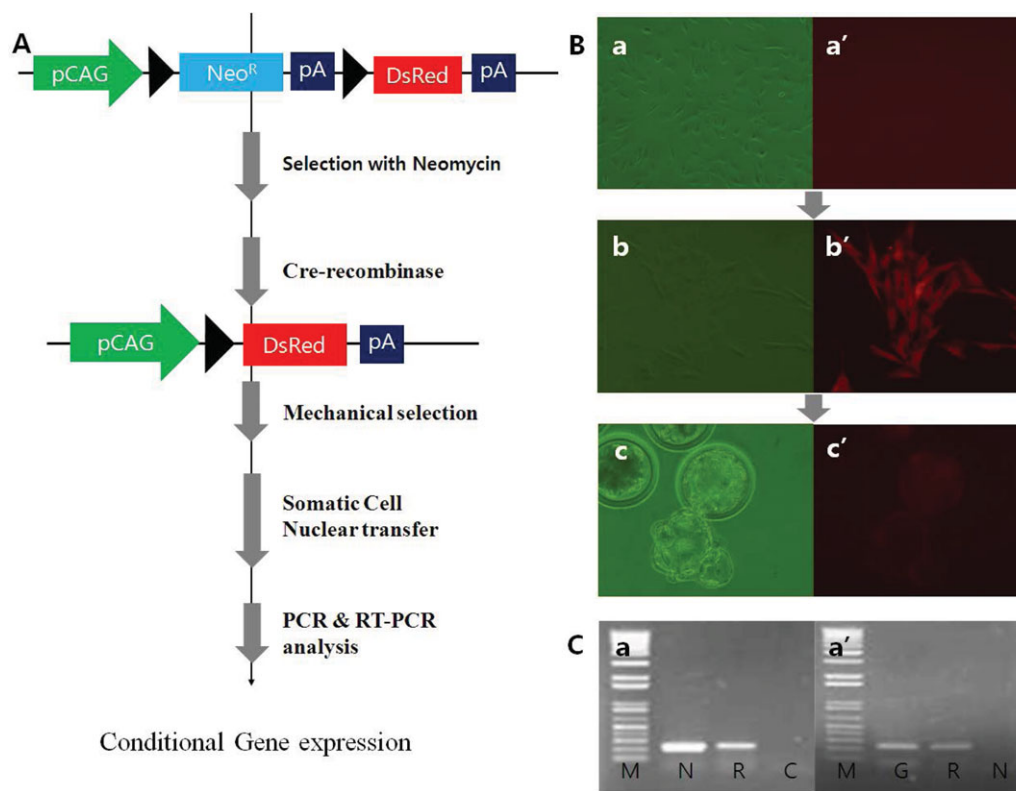 A
pCAG NeoR pA DsRed pA
Selection with Neomycin
Cre-recombinase
pCAG DsRed pA
Mechanical selection
Somatic Cell
Nuclear transfer
PCR & RT-PCR
analysis
Conditional Gene expression
B
a a′
b b′
c c′
C
a a′
M N R C M G R N